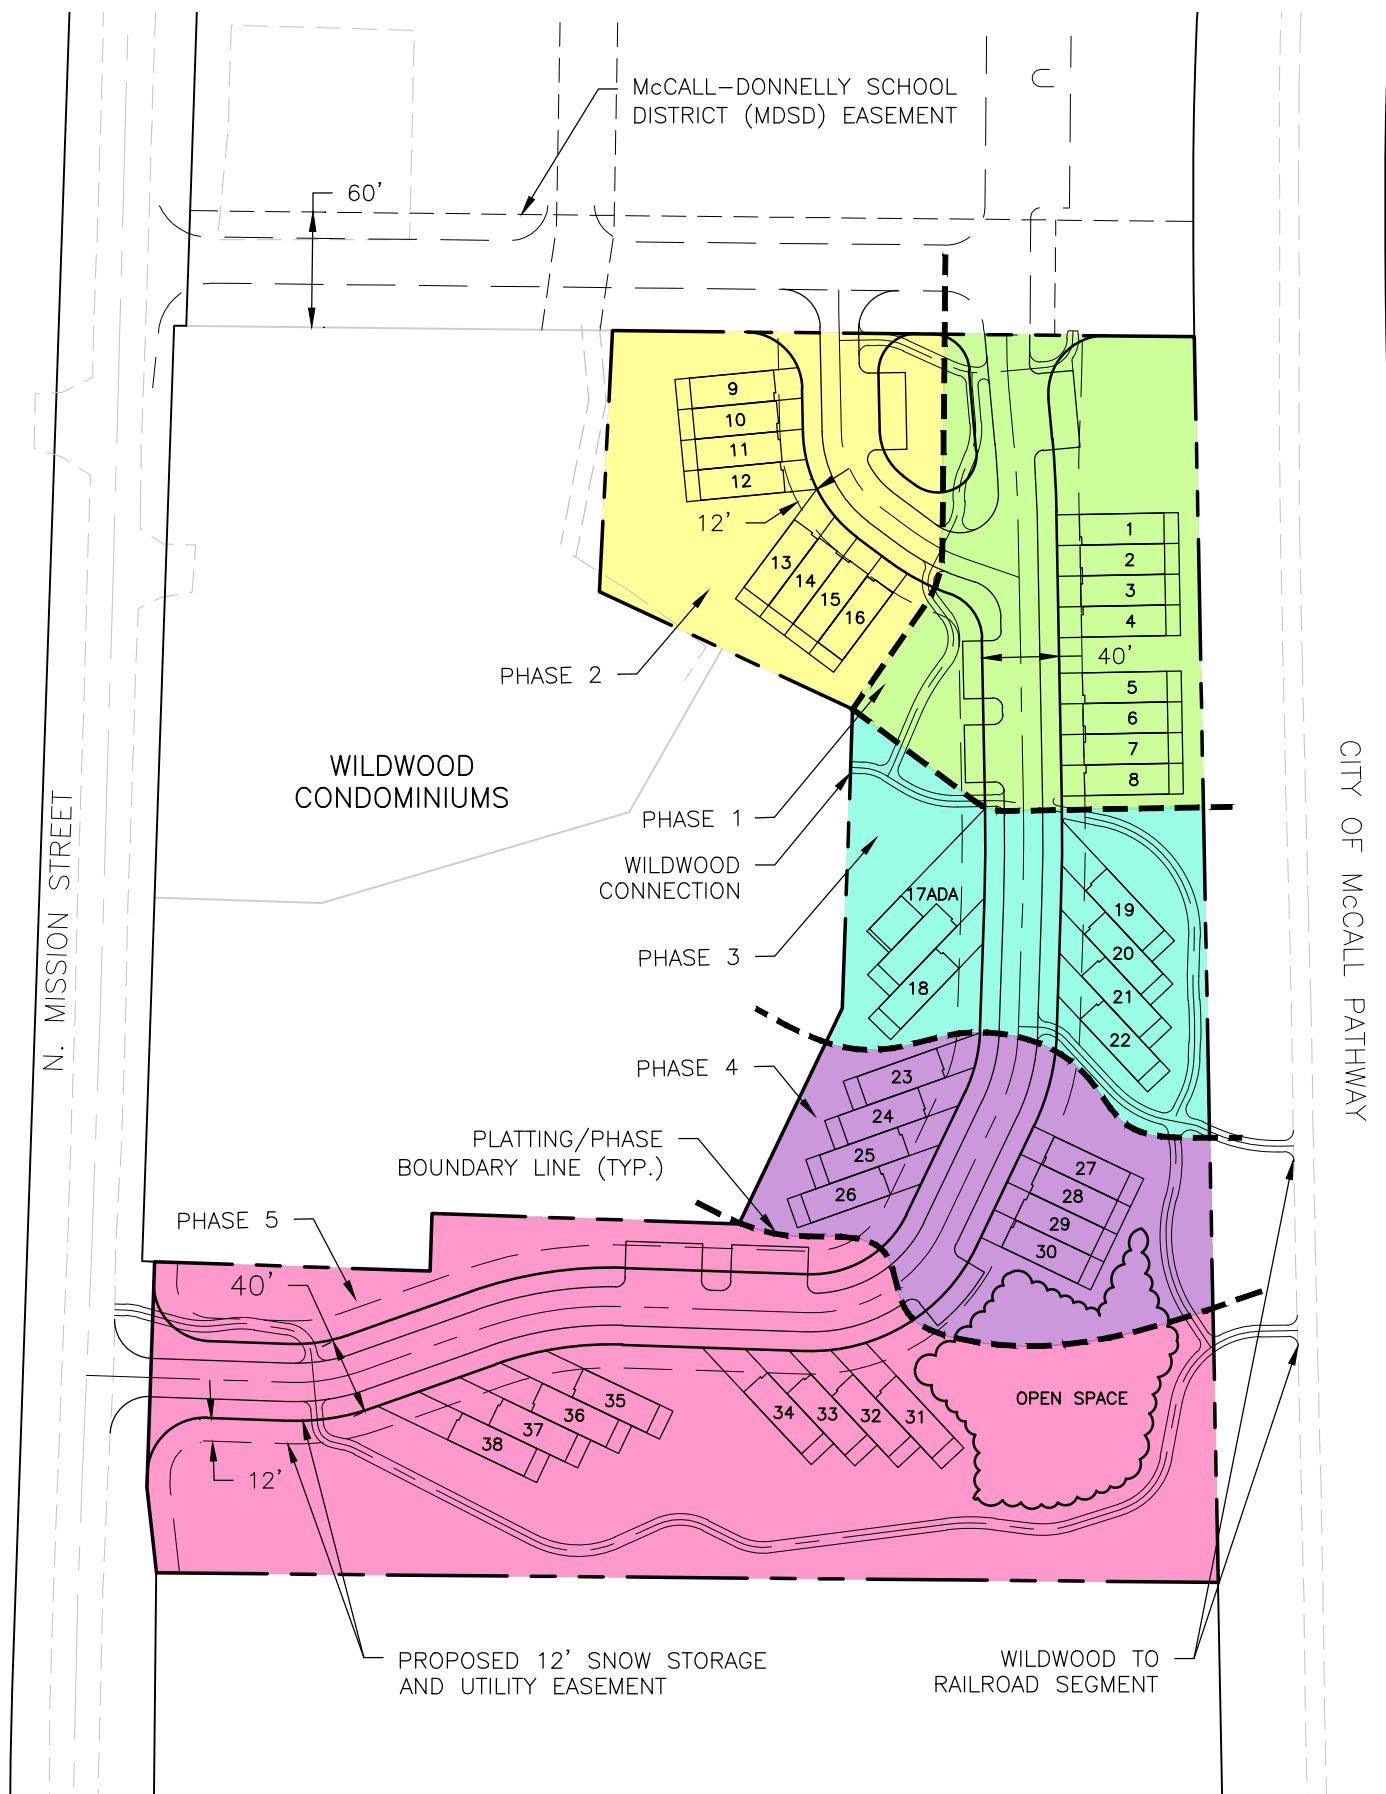 McCALL–DONNELLY SCHOOL
DISTRICT (MDSD) EASEMENT
60'
9
10
11
12
12'
13
14
15
16
1
2
3
4
40'
5
6
7
8
PHASE 2
WILDWOOD
CONDOMINIUMS
PHASE 1
WILDWOOD
CONNECTION
PHASE 3
N. MISSION STREET
CITY OF McCALL PATHWAY
17ADA
18
19
20
21
22
PHASE 4
23
24
25
26
27
28
29
30
PLATTING/PHASE
BOUNDARY LINE (TYP.)
PHASE 5
40'
12'
35
36
37
38
34
33
32
31
OPEN SPACE
PROPOSED 12' SNOW STORAGE
AND UTILITY EASEMENT
WILDWOOD TO
RAILROAD SEGMENT